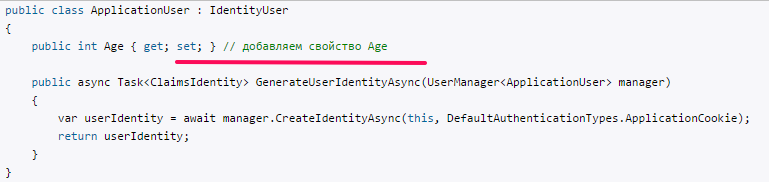 public class ApplicationUser : IdentityUser
{
public int Age { get; set; } // добавляем свойство Age
public async Task<ClaimsIdentity> GenerateUserIdentityAsync(UserManager<ApplicationUser> manager)
{
var userIdentity = await manager.CreateIdentityAsync(this, DefaultAuthenticationTypes.ApplicationCookie);
return userIdentity;
}
}